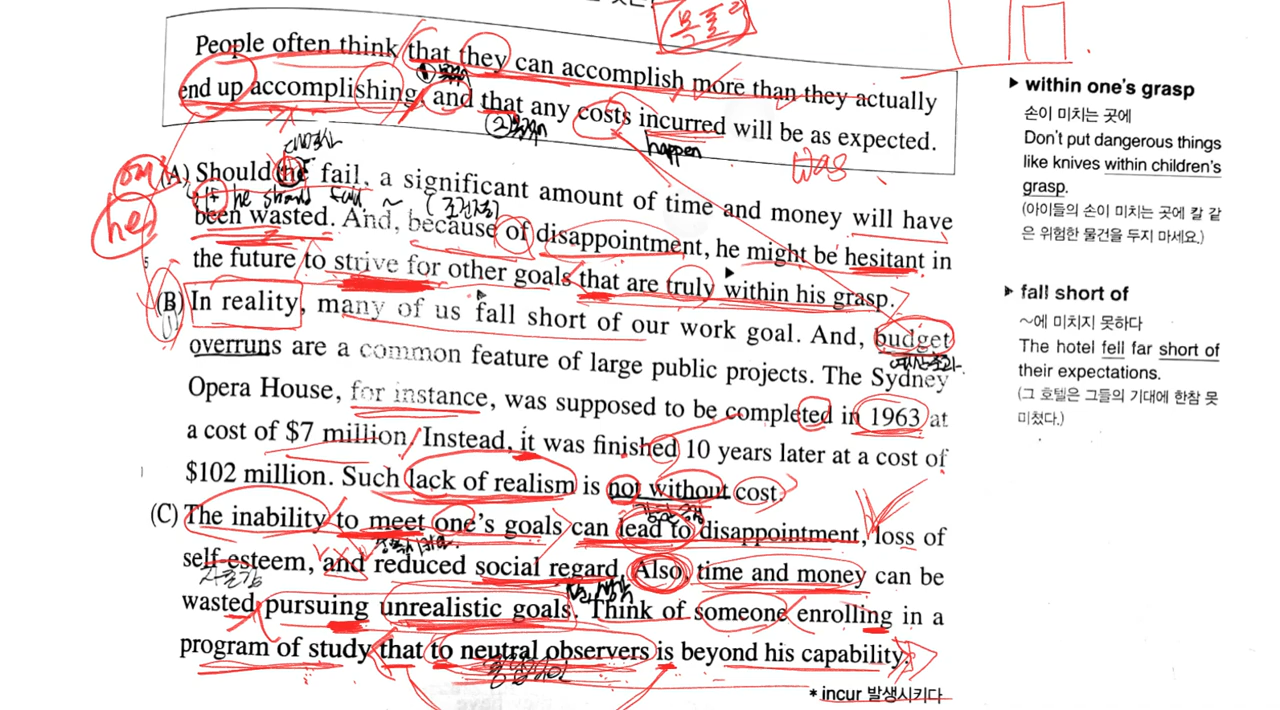 People often think that they can accomplish more than they actually
end up accomplishing, and that any costs incurred will be as expected.
happen
was
(A) Should he fail, a significant amount of time and money will have
if he should fail ~
been wasted. And, because of disappointment, he might be hesitant in
he
the future to strive for other goals that are truly within his grasp.
5
(B) In reality, many of us fall short of our work goal. And, budget
overruns are a common feature of large public projects. The Sydney
Opera House, for instance, was supposed to be completed in 1963 at
a cost of $7 million. Instead, it was finished 10 years later at a cost of
$102 million. Such lack of realism is not without cost.
(C) The inability to meet one's goals can lead to disappointment, loss of
self-esteem, and reduced social regard. Also, time and money can be
자존감
wasted pursuing unrealistic goals. Think of someone enrolling in a
program of study that to neutral observers is beyond his capability.
* incur 발생시키다
▶ within one's grasp
손이 미치는 곳에
Don't put dangerous things
like knives within children's
grasp.
(아이들의 손이 미치는 곳에 칼 같
은 위험한 물건을 두지 마세요.)
▶ fall short of
～에 미치지 못하다
The hotel fell far short of
their expectations.
(그 호텔은 그들의 기대에 한참 못
미쳤다.)